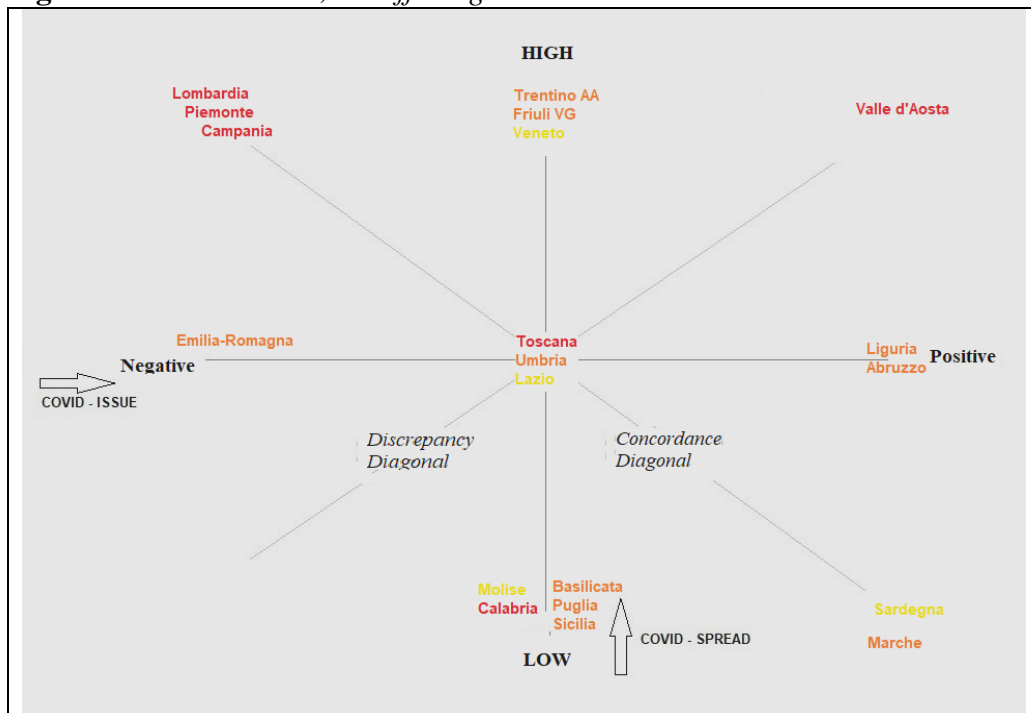 HIGH
Lombardia
Piemonte
Campania
Trentino AA
Friuli VG
Veneto
Valle d'Aosta
Emilia-Romagna
Negative
COVID - ISSUE
Toscana
Umbria
Lazio
Liguria
Abruzzo
Positive
Discrepancy
Diagonal
Concordance
Diagonal
Molise
Calabria
Basilicata
Puglia
Sicilia
LOW
COVID - SPREAD
Sardegna
Marche